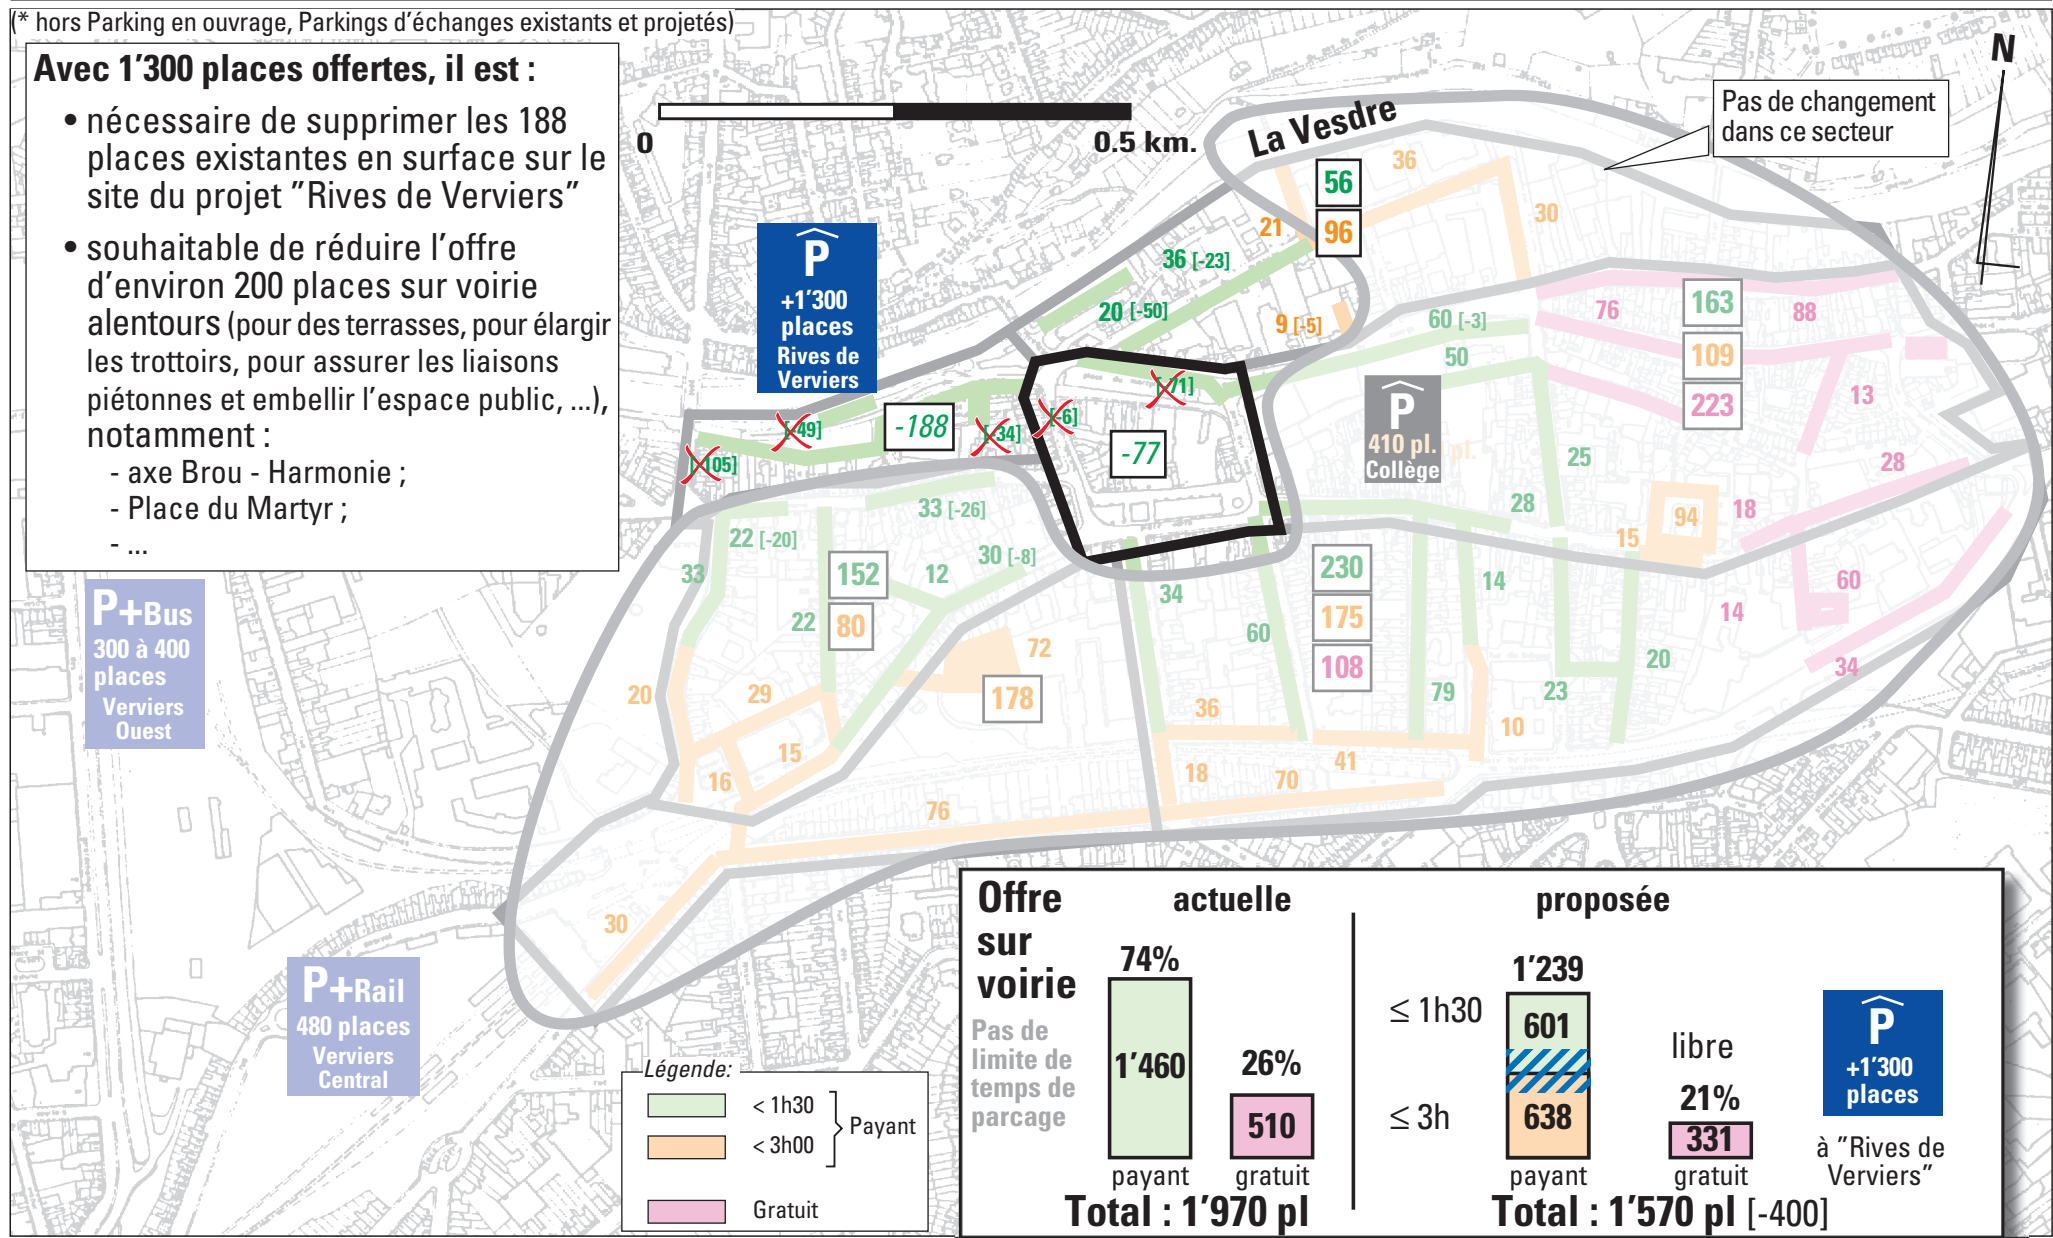 (* hors Parking en ouvrage, Parkings d'échanges existants et projetés)
Avec 1'300 places offertes, il est :
• nécessaire de supprimer les 188
places existantes en surface sur le
site du projet "Rives de Verviers"
• souhaitable de réduire l'offre
d'environ 200 places sur voirie
alentours (pour des terrasses, pour élargir
les trottoirs, pour assurer les liaisons
piétonnes et embellir l'espace public, ...),
notamment :
- axe Brou - Harmonie ;
- Place du Martyr ;
- ...
0
0.5 km.
La Vesdre
N
Pas de changement
dans ce secteur
P
+1'300
places
Rives de
Verviers
36
30
21
56
96
36 [-23]
20 [-50]
9 [-5]
60 [-3]
50
76
88
163
109
223
13
28
place du martyr
[-71]
[-6]
[-34]
[-49]
[-105]
-188
-77
P
410 pl.
pl.
Collège
25
28
94
15
18
33 [-26]
22 [-20]
30 [-8]
33
12
22
152
80
34
60
230
175
108
14
14
60
34
20
23
79
10
72
178
20
29
15
16
36
18
70
41
76
30
P+Bus
300 à 400
places
Verviers
Ouest
P+Rail
480 places
Verviers
Central
Légende:
< 1h30
< 3h00
Payant
Gratuit
Offre
sur
voirie
Pas de
limite de
temps de
parcage
actuelle
74%
1'460
payant
26%
510
gratuit
Total : 1'970 pl
proposée
1'239
≤ 1h30
601
≤ 3h
638
payant
libre
21%
331
gratuit
Total : 1'570 pl [-400]
P
+1'300
places
à "Rives de
Verviers"